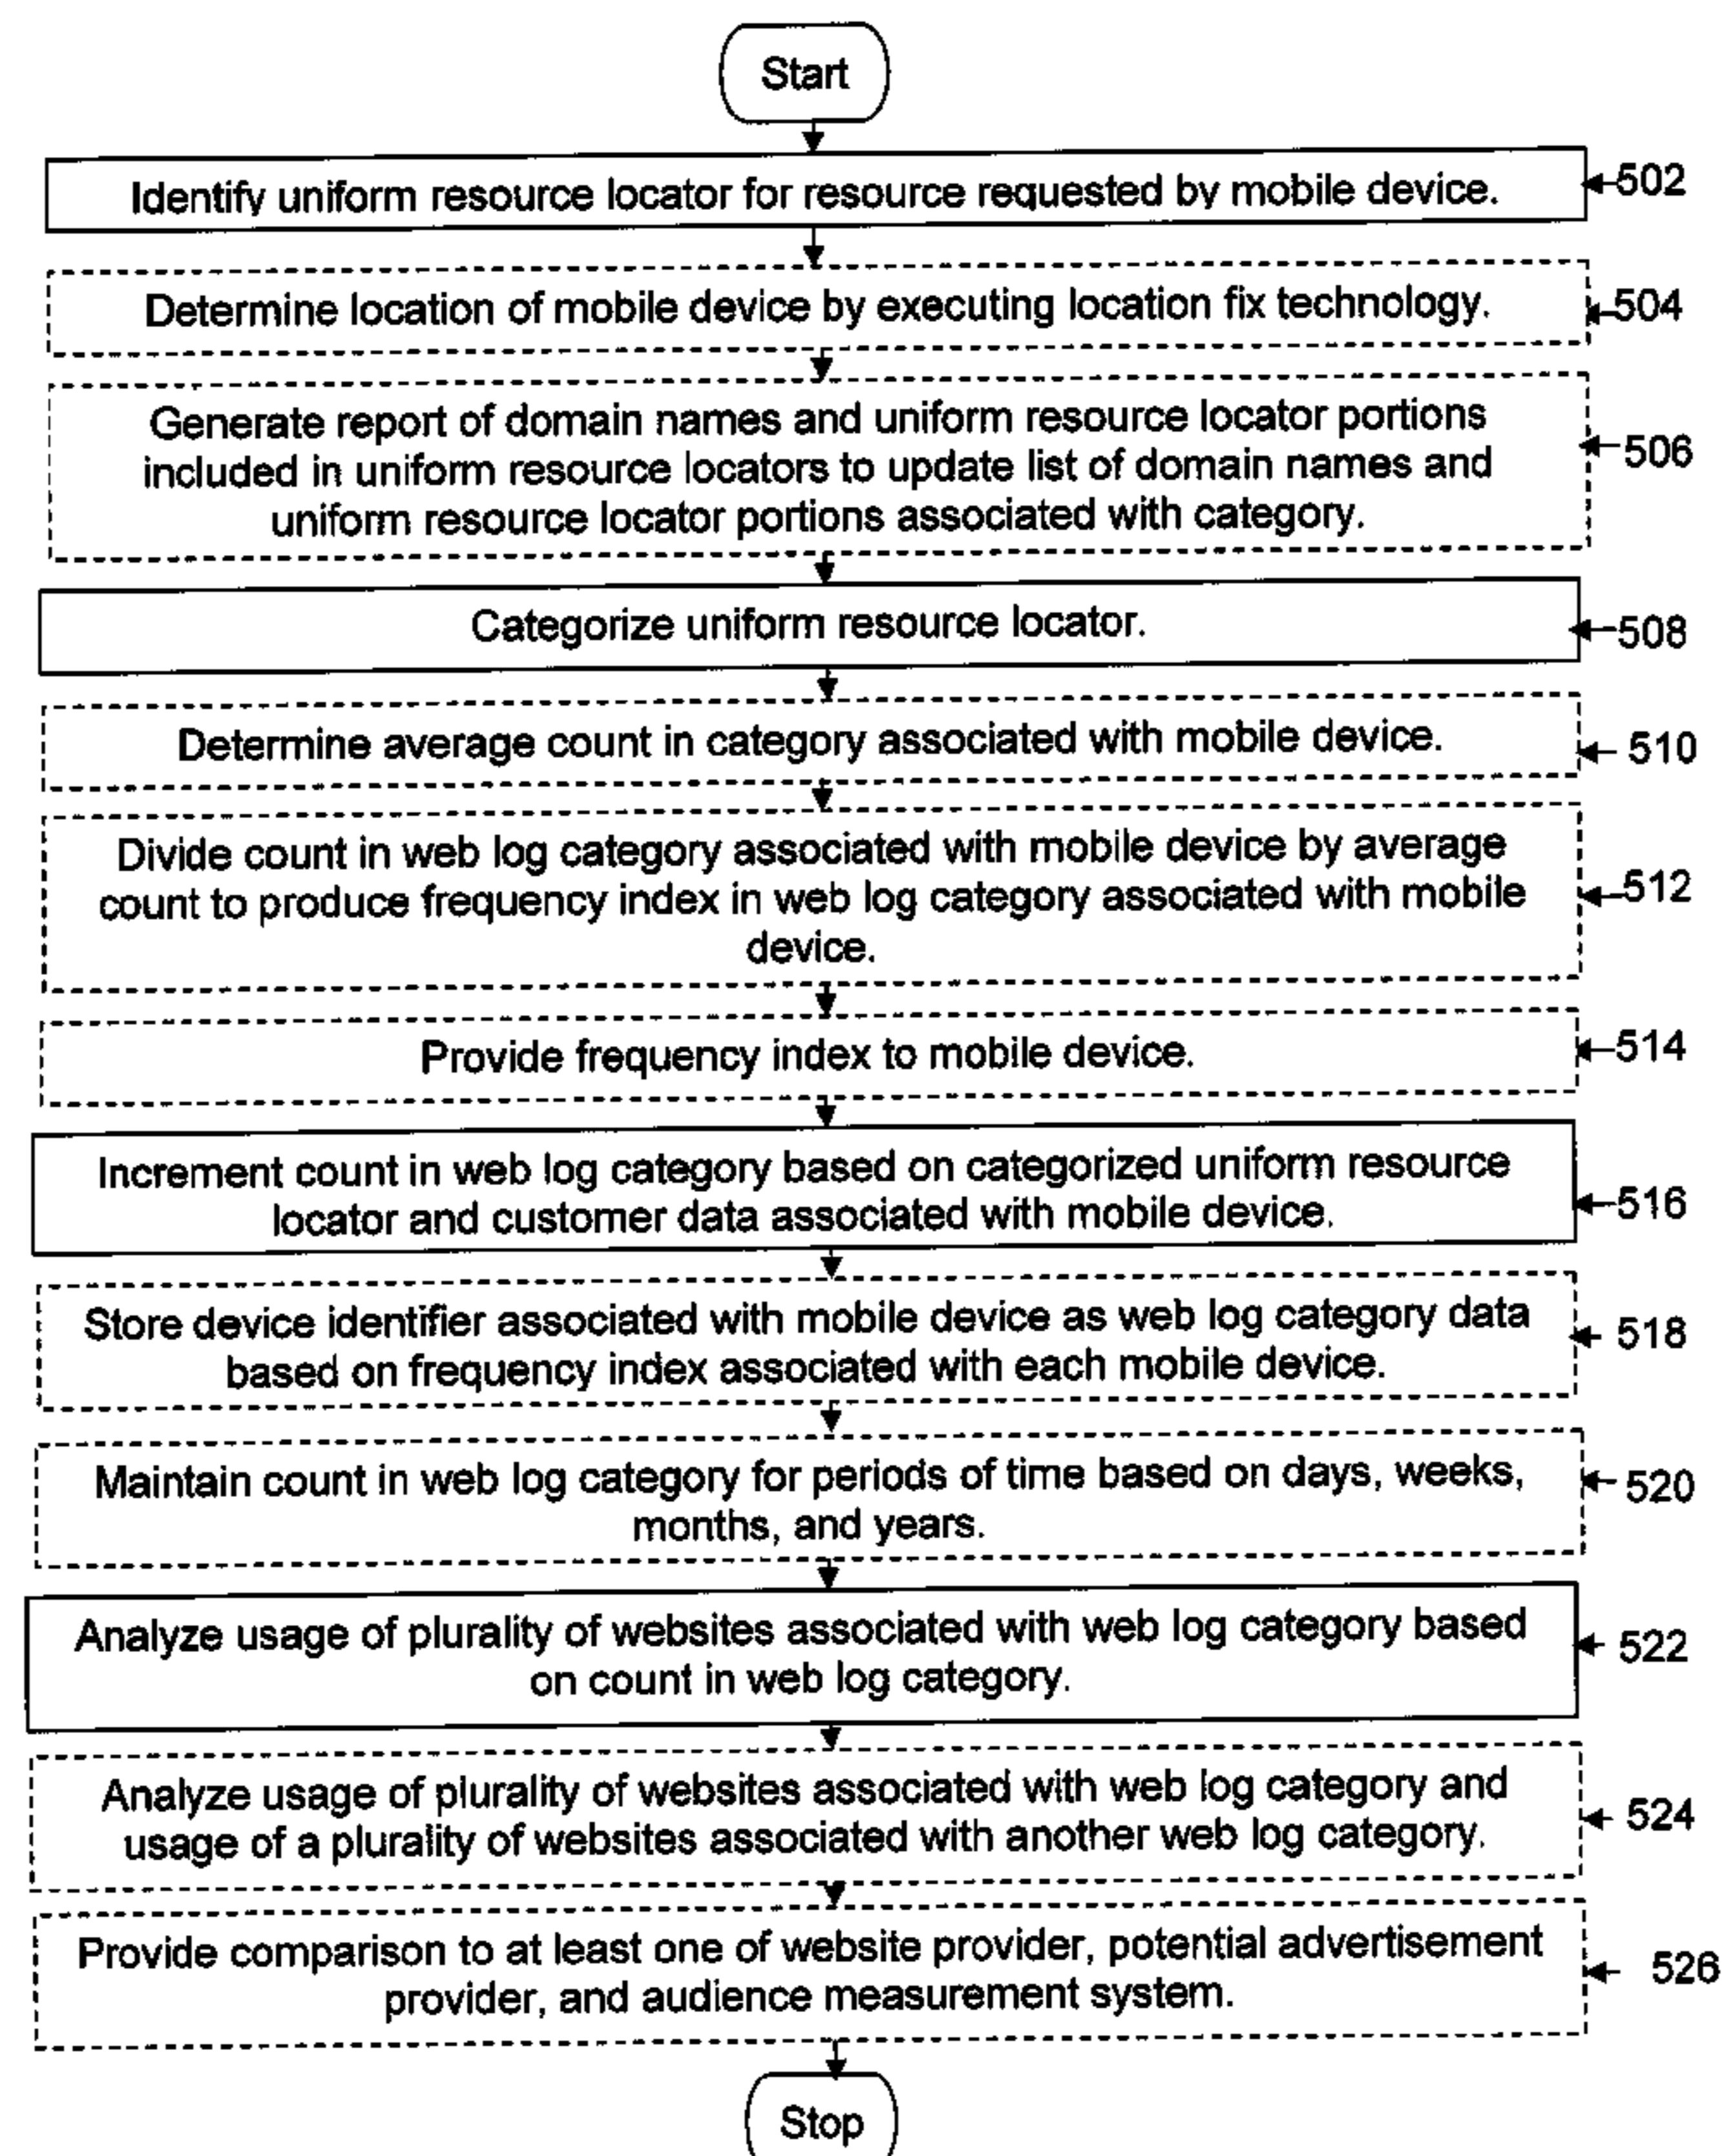 Start
Identify uniform resource locator for resource requested by mobile device.
502
Determine location of mobile device by executing location fix technology.
504
Generate report of domain names and uniform resource locator portions
included in uniform resource locators to update list of domain names and
uniform resource locator portions associated with category.
506
Categorize uniform resource locator.
508
Determine average count in category associated with mobile device.
510
Divide count in web log category associated with mobile device by average
count to produce frequency index in web log category associated with mobile
device.
512
Provide frequency index to mobile device.
514
Increment count in web log category based on categorized uniform resource
locator and customer data associated with mobile device.
516
Store device identifier associated with mobile device as web log category data
based on frequency index associated with each mobile device.
518
Maintain count in web log category for periods of time based on days, weeks,
months, and years.
520
Analyze usage of plurality of websites associated with web log category based
on count in web log category.
522
Analyze usage of plurality of websites associated with web log category and
usage of a plurality of websites associated with another web log category.
524
Provide comparison to at least one of website provider, potential advertisement
provider, and audience measurement system.
526
Stop